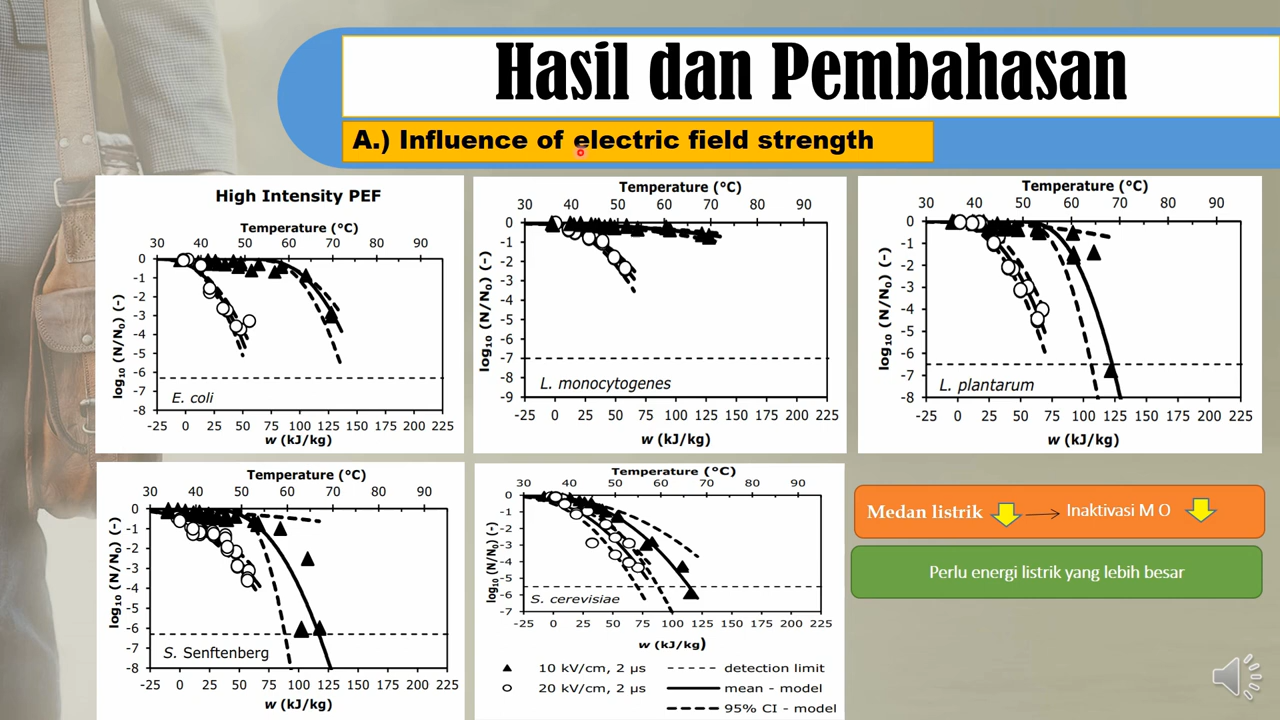 Hasil dan Pembahasan
A.) Influence of electric field strength
High Intensity PEF
Temperature (°C)
30 40 50 60 70 80 90
log₁₀ (N/N₀) (-)
0
-1
-2
-3
-4
-5
-6
-7
-8
E. coli
-25 0 25 50 75 100 125 150 175 200 225
w (kJ/kg)
Temperature (°C)
30 40 50 60 70 80 90
log₁₀ (N/N₀) (-)
0
-1
-2
-3
-4
-5
-6
-7
-8
-9
L. monocytogenes
-25 0 25 50 75 100 125 150 175 200 225
w (kJ/kg)
Temperature (°C)
30 40 50 60 70 80 90
log₁₀ (N/N₀) (-)
0
-1
-2
-3
-4
-5
-6
-7
-8
L. plantarum
-25 0 25 50 75 100 125 150 175 200 225
w (kJ/kg)
Temperature (°C)
30 40 50 60 70 80 90
log₁₀ (N/N₀) (-)
0
-1
-2
-3
-4
-5
-6
-7
-8
S. Senftenberg
-25 0 25 50 75 100 125 150 175 200 225
w (kJ/kg)
Temperature (°C)
30 40 50 60 70 80 90
log₁₀ (N/N₀) (-)
0
-1
-2
-3
-4
-5
-6
-7
S. cerevisiae
-25 0 25 50 75 100 125 150 175 200 225
w (kJ/kg)
10 kV/cm, 2 µs
detection limit
20 kV/cm, 2 µs
mean - model
95% CI - model
Medan listrik
Inaktivasi M O
Perlu energi listrik yang lebih besar